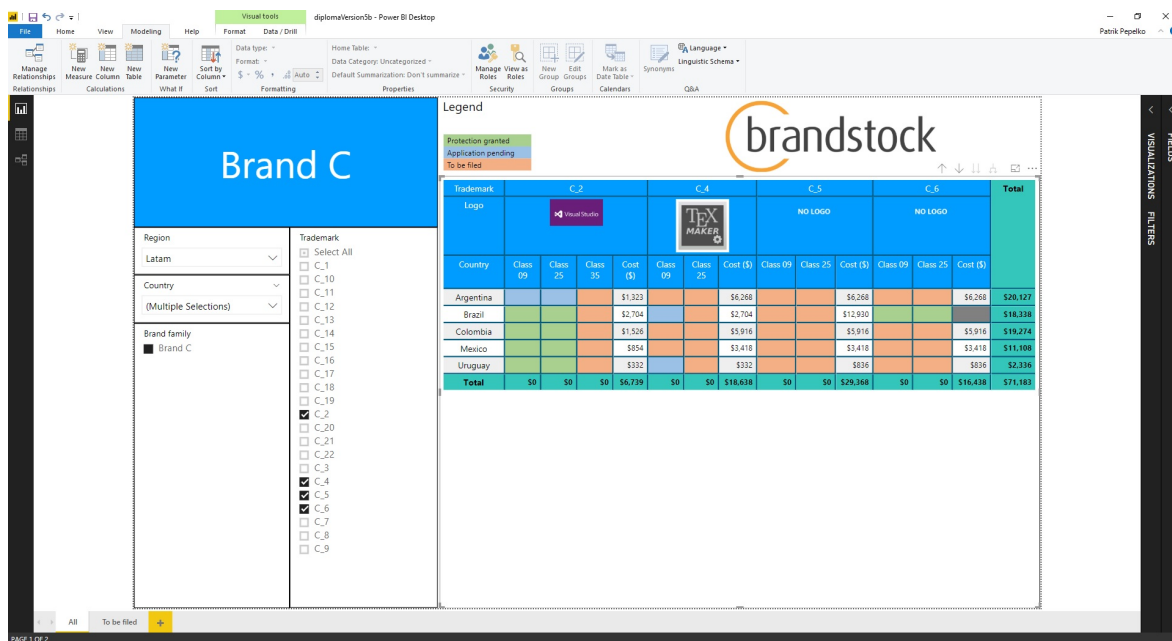 Visual tools
diplomaVersion5b - Power BI Desktop
File Home View Modeling Help Format Data / Drill
Patrik Pepelko
Manage Relationships
New Measure
New Column
New Table
New Parameter
Sort by Column
Data type:
Format:
$ % , Auto
Home Table:
Data Category: Uncategorized
Default Summarization: Don't summarize
Manage Roles
View as Roles
New Group
Edit Groups
Mark as Date Table
Synonyms
Language
Linguistic Schema
Relationships Calculations What If Sort Formatting Properties Security Groups Calendars Q&A
Brand C
Region
Latam
Country
(Multiple Selections)
Brand family
Brand C
Trademark
Select All
C_1
C_10
C_11
C_12
C_13
C_14
C_15
C_16
C_17
C_18
C_19
C_2
C_20
C_21
C_22
C_3
C_4
C_5
C_6
C_7
C_8
C_9
Legend
Protection granted
Application pending
To be filed
brandstock
Trademark C_2 C_4 C_5 C_6 Total
Logo Visual Studio TEX MAKER NO LOGO NO LOGO
Country Class 09 Class 25 Class 35 Cost ($) Class 09 Class 25 Cost ($) Class 09 Class 25 Cost ($) Class 09 Class 25 Cost ($)
Argentina $1,323 $6,268 $6,268 $6,268 $20,127
Brazil $2,704 $2,704 $12,930 $18,338
Colombia $1,526 $5,916 $5,916 $5,916 $19,274
Mexico $854 $3,418 $3,418 $3,418 $11,108
Uruguay $332 $332 $836 $836 $2,336
Total $0 $0 $0 $6,739 $0 $0 $18,638 $0 $0 $29,368 $0 $0 $16,438 $71,183
VISUALIZATIONS
FILTERS
FIELDS
All To be filed +
PAGE 1 OF 2